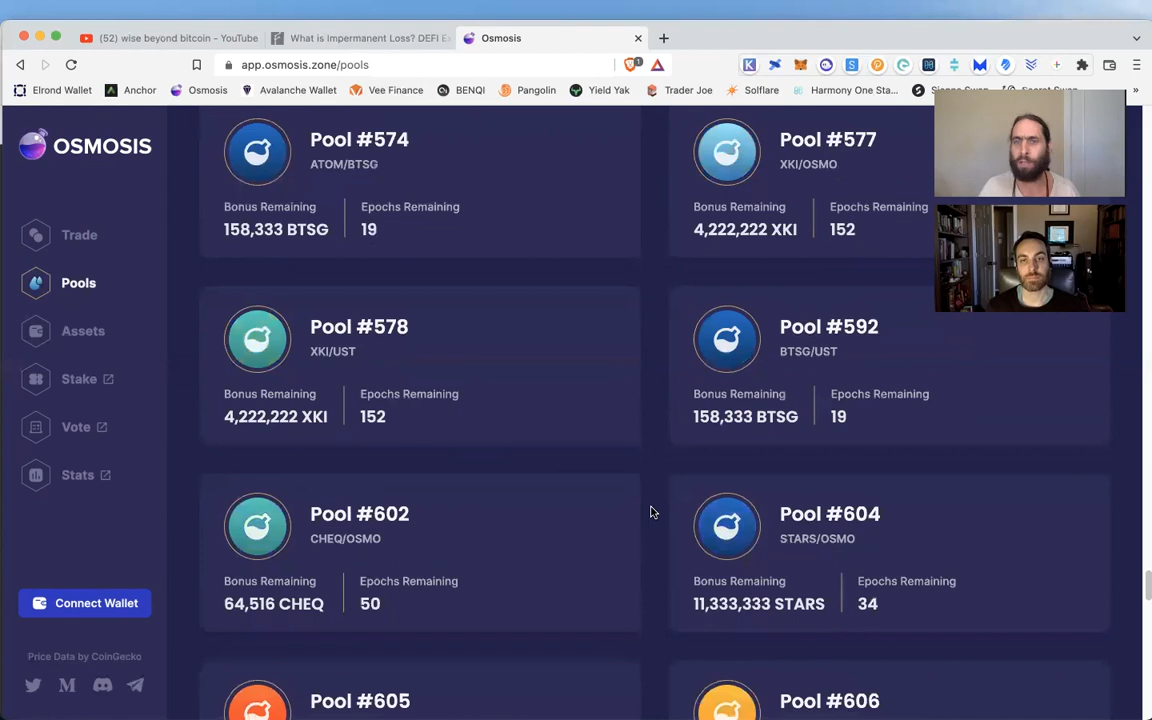 (52) wise beyond bitcoin - YouTube
What is Impermanent Loss? DEFI E
Osmosis
app.osmosis.zone/pools
Elrond Wallet
Anchor
Osmosis
Avalanche Wallet
Vee Finance
BENQI
Pangolin
Yield Yak
Trader Joe
Solflare
Harmony One Sta...
OSMOSIS
Trade
Pools
Assets
Stake
Vote
Stats
Connect Wallet
Price Data by CoinGecko
Pool #574
ATOM/BTSG
Bonus Remaining
158,333 BTSG
Epochs Remaining
19
Pool #577
XKI/OSMO
Bonus Remaining
4,222,222 XKI
Epochs Remaining
152
Pool #578
XKI/UST
Bonus Remaining
4,222,222 XKI
Epochs Remaining
152
Pool #592
BTSG/UST
Bonus Remaining
158,333 BTSG
Epochs Remaining
19
Pool #602
CHEQ/OSMO
Bonus Remaining
64,516 CHEQ
Epochs Remaining
50
Pool #604
STARS/OSMO
Bonus Remaining
11,333,333 STARS
Epochs Remaining
34
Pool #605
Pool #606